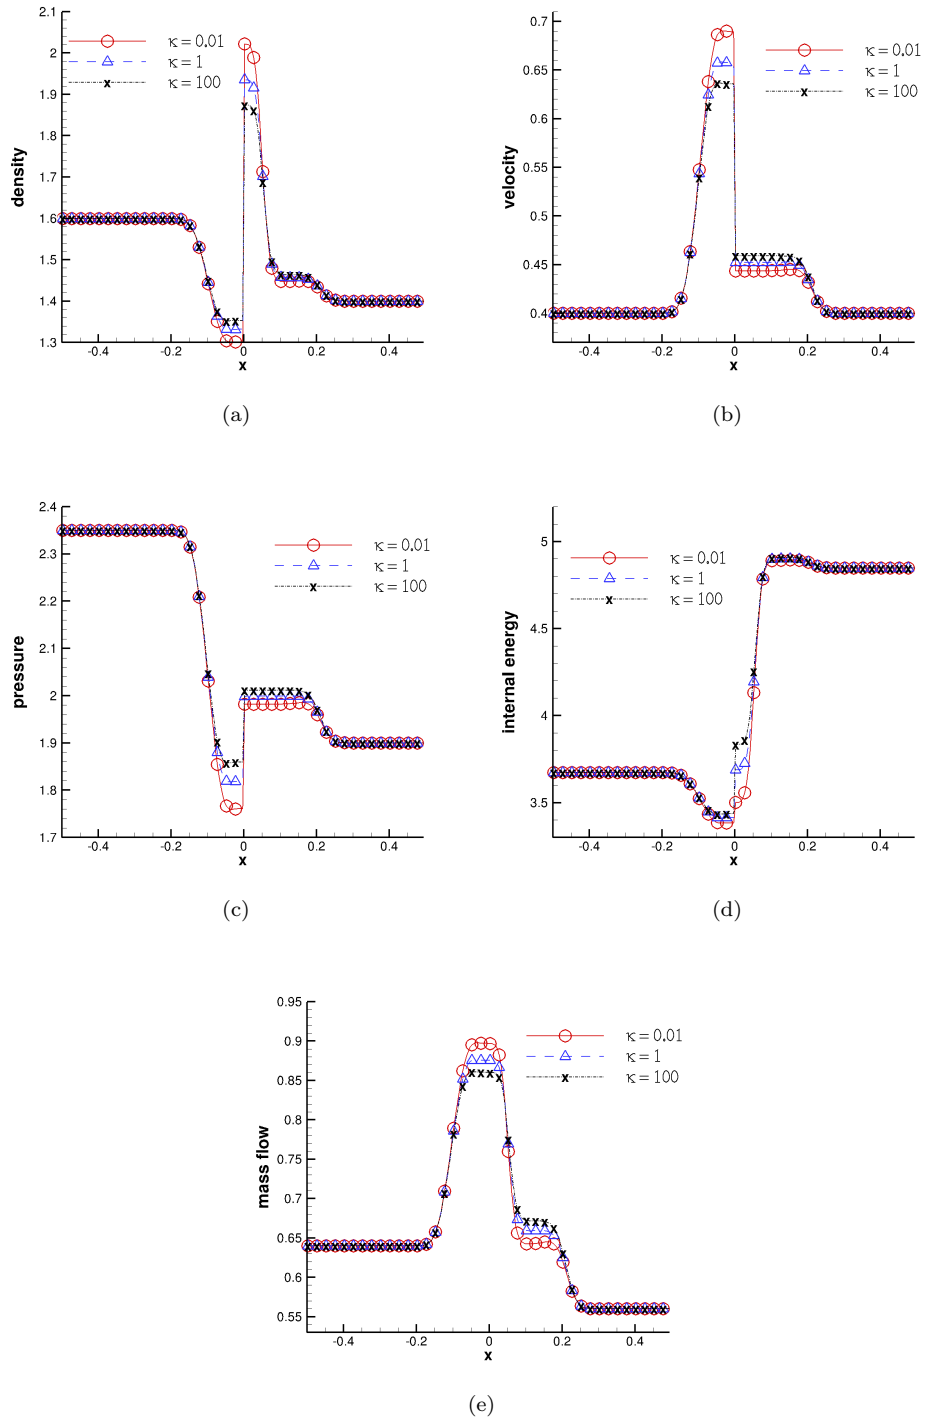 2.1
2
1.9
1.8
1.7
1.6
1.5
1.4
1.3
density
κ = 0.01
κ = 1
κ = 100
-0.4 -0.2 0 0.2 0.4
x
(a)
0.7
0.65
0.6
0.55
0.5
0.45
0.4
velocity
κ = 0.01
κ = 1
κ = 100
-0.4 -0.2 0 0.2 0.4
x
(b)
2.4
2.3
2.2
2.1
2
1.9
1.8
1.7
pressure
κ = 0.01
κ = 1
κ = 100
-0.4 -0.2 0 0.2 0.4
x
(c)
5
4.5
4
3.5
internal energy
κ = 0.01
κ = 1
κ = 100
-0.4 -0.2 0 0.2 0.4
x
(d)
0.95
0.9
0.85
0.8
0.75
0.7
0.65
0.6
0.55
mass flow
κ = 0.01
κ = 1
κ = 100
-0.4 -0.2 0 0.2 0.4
x
(e)